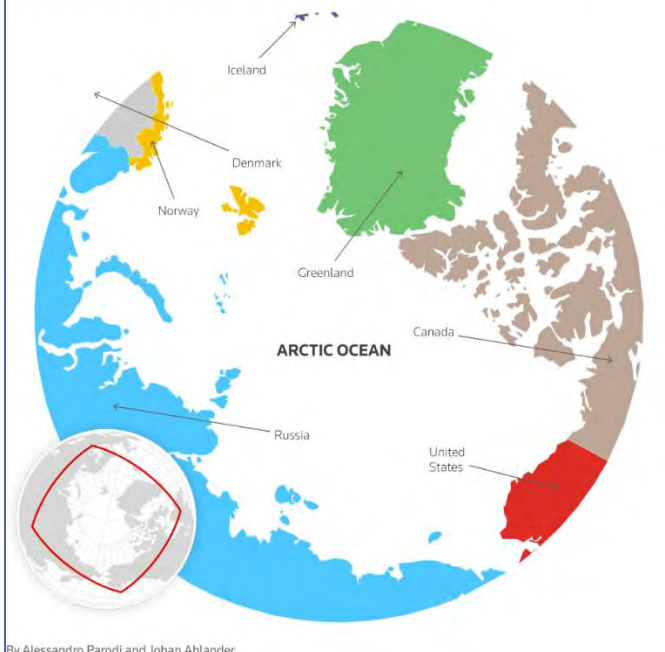 Iceland
Denmark
Norway
Greenland
Canada
ARCTIC OCEAN
Russia
United
States
By Alessandro Parodi and Johan Ahlander